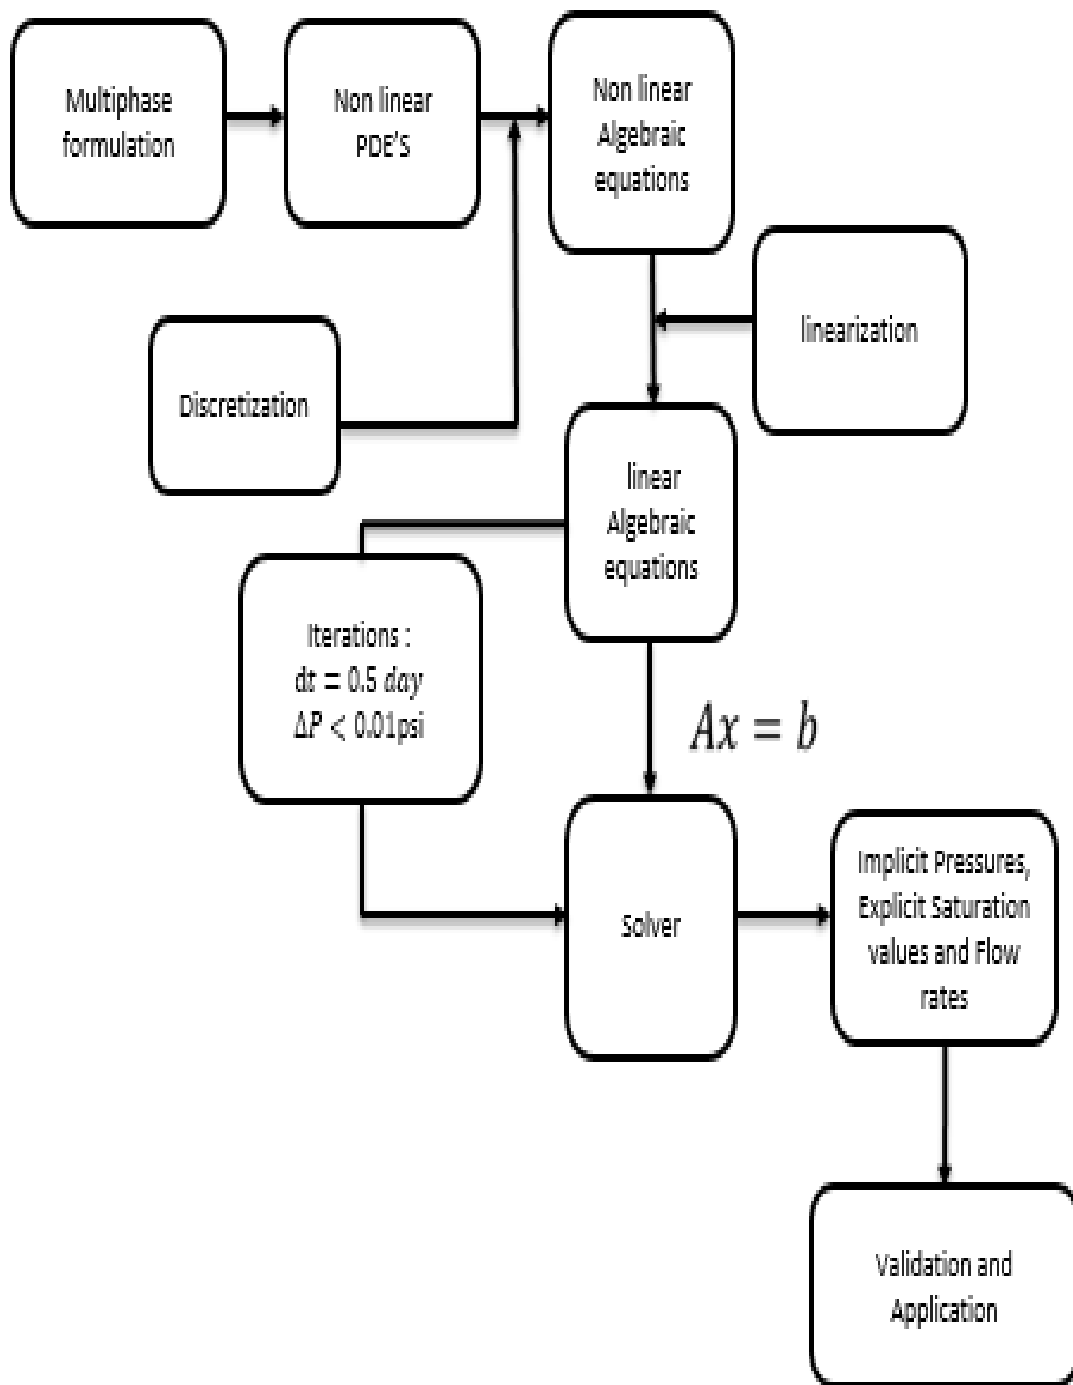 Multiphase
formulation
Non linear
PDE'S
Non linear
Algebraic
equations
linearization
Discretization
linear
Algebraic
equations
Iterations :
dt = 0.5 day
ΔP < 0.01psi
Ax = b
Solver
Implicit Pressures,
Explicit Saturation
values and Flow
rates
Validation and
Application